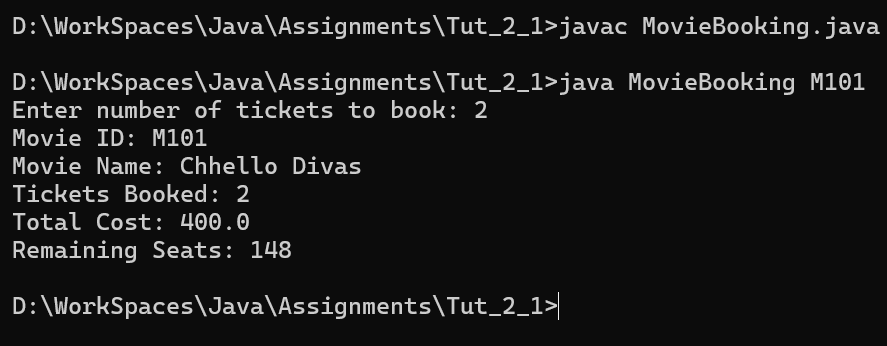 D:\WorkSpaces\Java\Assignments\Tut_2_1>javac MovieBooking.java
D:\WorkSpaces\Java\Assignments\Tut_2_1>java MovieBooking M101
Enter number of tickets to book: 2
Movie ID: M101
Movie Name: Chhello Divas
Tickets Booked: 2
Total Cost: 400.0
Remaining Seats: 148
D:\WorkSpaces\Java\Assignments\Tut_2_1>